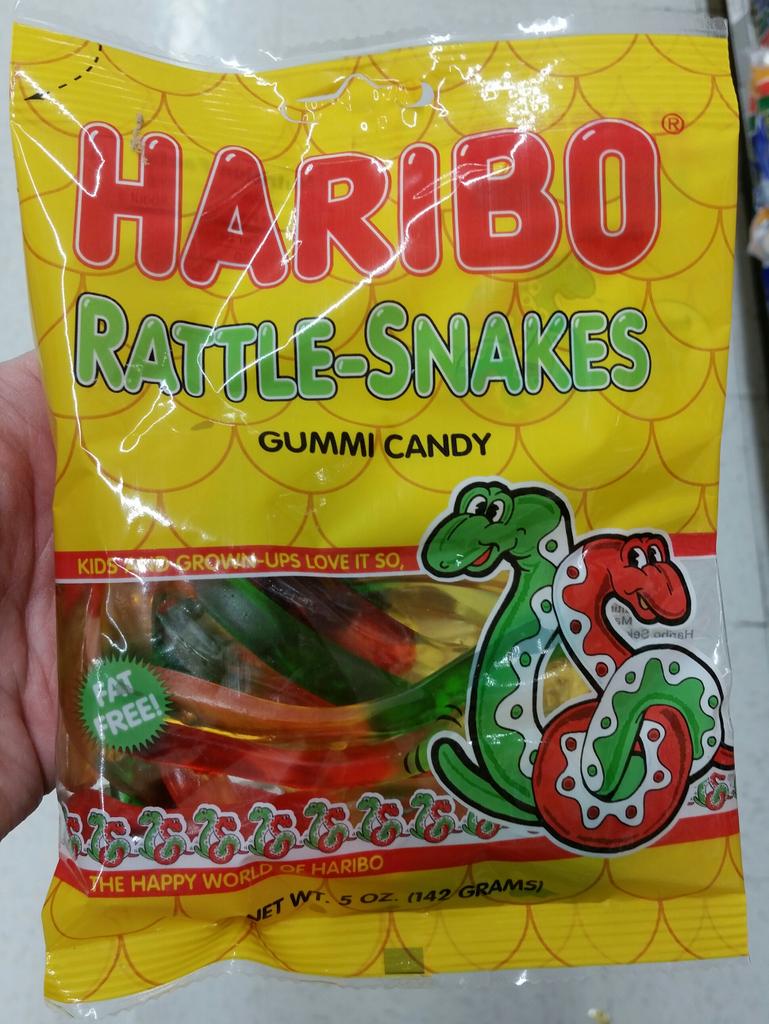 HARIBO®
RATTLE-SNAKES
GUMMI CANDY
KIDS AND GROWN-UPS LOVE IT SO,
FAT
FREE!
THE HAPPY WORLD OF HARIBO
NET WT. 5 OZ. (142 GRAMS)